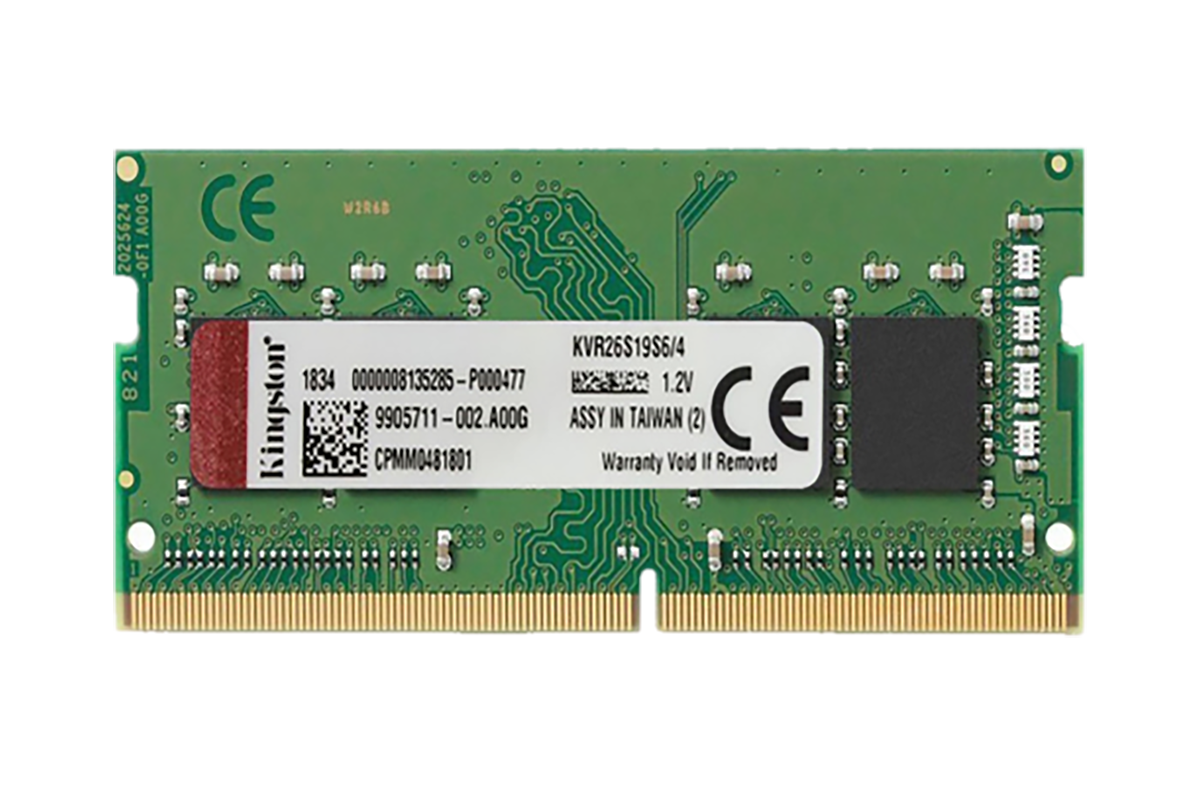 CE
W2R6B
2025624
-0F1 A00G
821
Kingston
1834 0000008135285-P000477
9905711-002.A00G
CPMM0481801
KVR26S19S6/4
1.2V
ASSY IN TAIWAN (2)
CE
Warranty Void If Removed